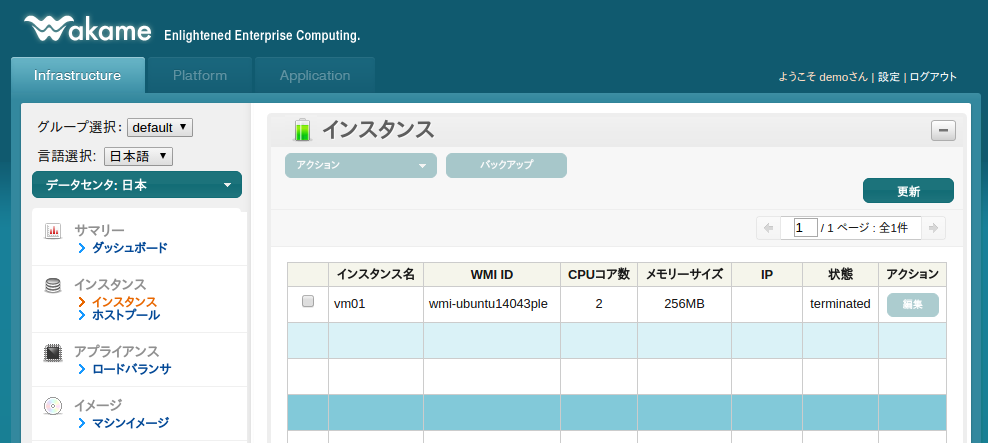 Wakame Enlightened Enterprise Computing.
Infrastructure Platform Application
ようこそ demoさん | 設定 | ログアウト
グループ選択: default
言語選択: 日本語
データセンタ: 日本
サマリー
ダッシュボード
インスタンス
インスタンス
ホストプール
アプライアンス
ロードバランサ
イメージ
マシンイメージ
インスタンス
アクション バックアップ
更新
1 / 1 ページ : 全1件
インスタンス名 WMI ID CPUコア数 メモリーサイズ IP 状態 アクション
vm01 wmi-ubuntu14043ple 2 256MB terminated 編集